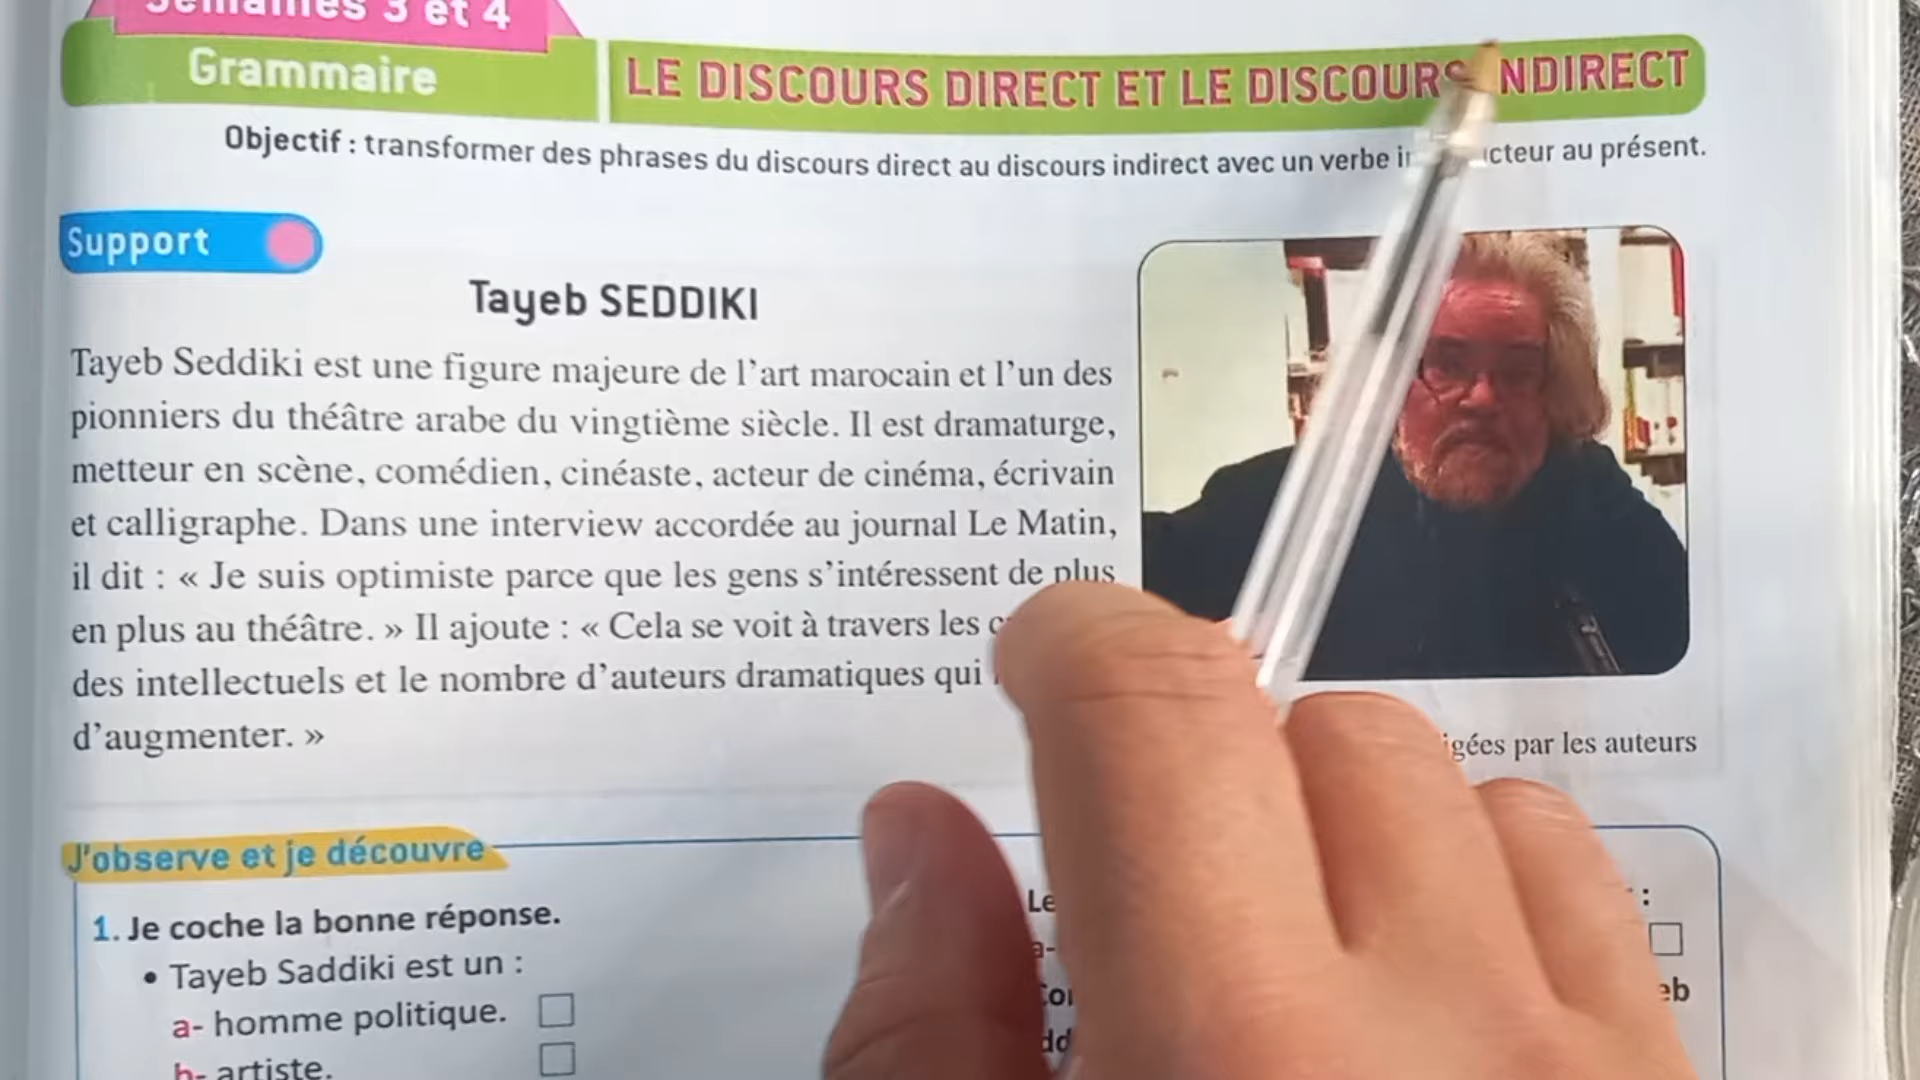 Semaines 3 et 4
Grammaire
LE DISCOURS DIRECT ET LE DISCOURS NDIRECT
Objectif : transformer des phrases du discours direct au discours indirect avec un verbe cteur au présent.
Support
Tayeb SEDDIKI
Tayeb Seddiki est une figure majeure de l'art marocain et l'un des
pionniers du théâtre arabe du vingtième siècle. Il est dramaturge,
metteur en scène, comédien, cinéaste, acteur de cinéma, écrivain
et calligraphe. Dans une interview accordée au journal Le Matin,
il dit : « Je suis optimiste parce que les gens s'intéressent de plus
en plus au théâtre. » Il ajoute : « Cela se voit à travers les
des intellectuels et le nombre d'auteurs dramatiques qui
d'augmenter. »
igées par les auteurs
J'observe et je découvre
1. Je coche la bonne réponse.
• Tayeb Saddiki est un :
a- homme politique.
b- artiste.
Le
:
a-
eb